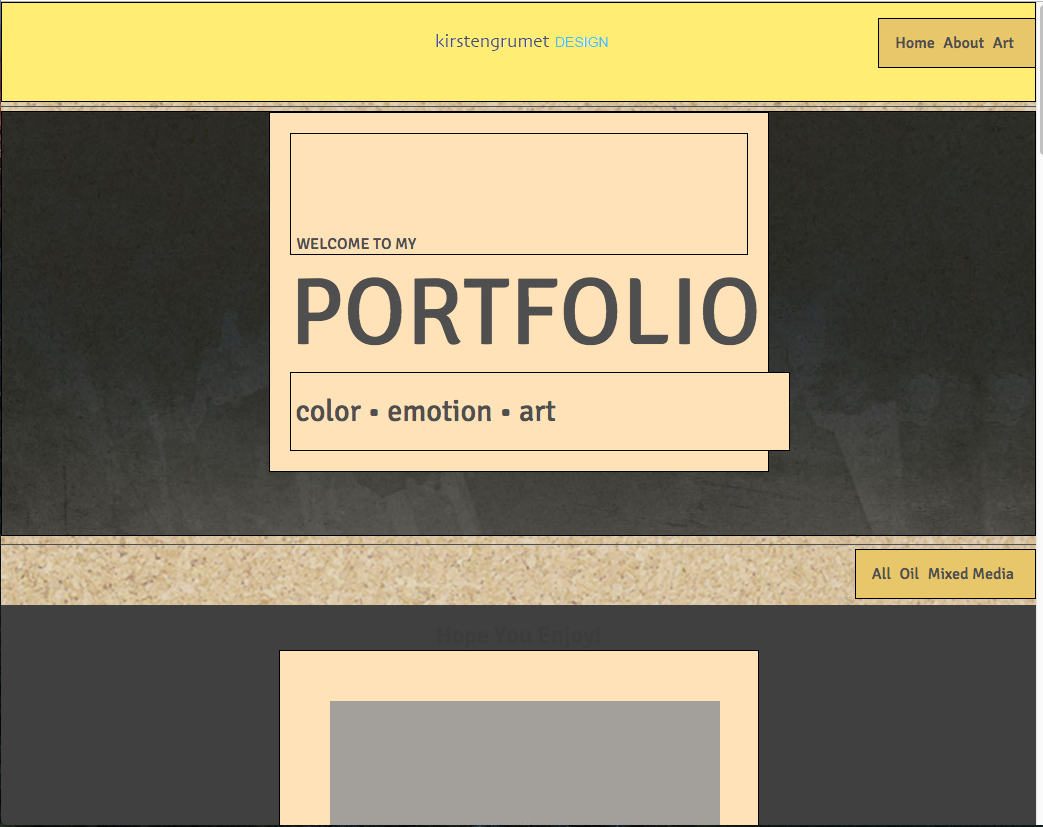 kirstengrumet DESIGN
Home About Art
WELCOME TO MY
PORTFOLIO
color • emotion • art
All Oil Mixed Media
Hope You Enjoy!